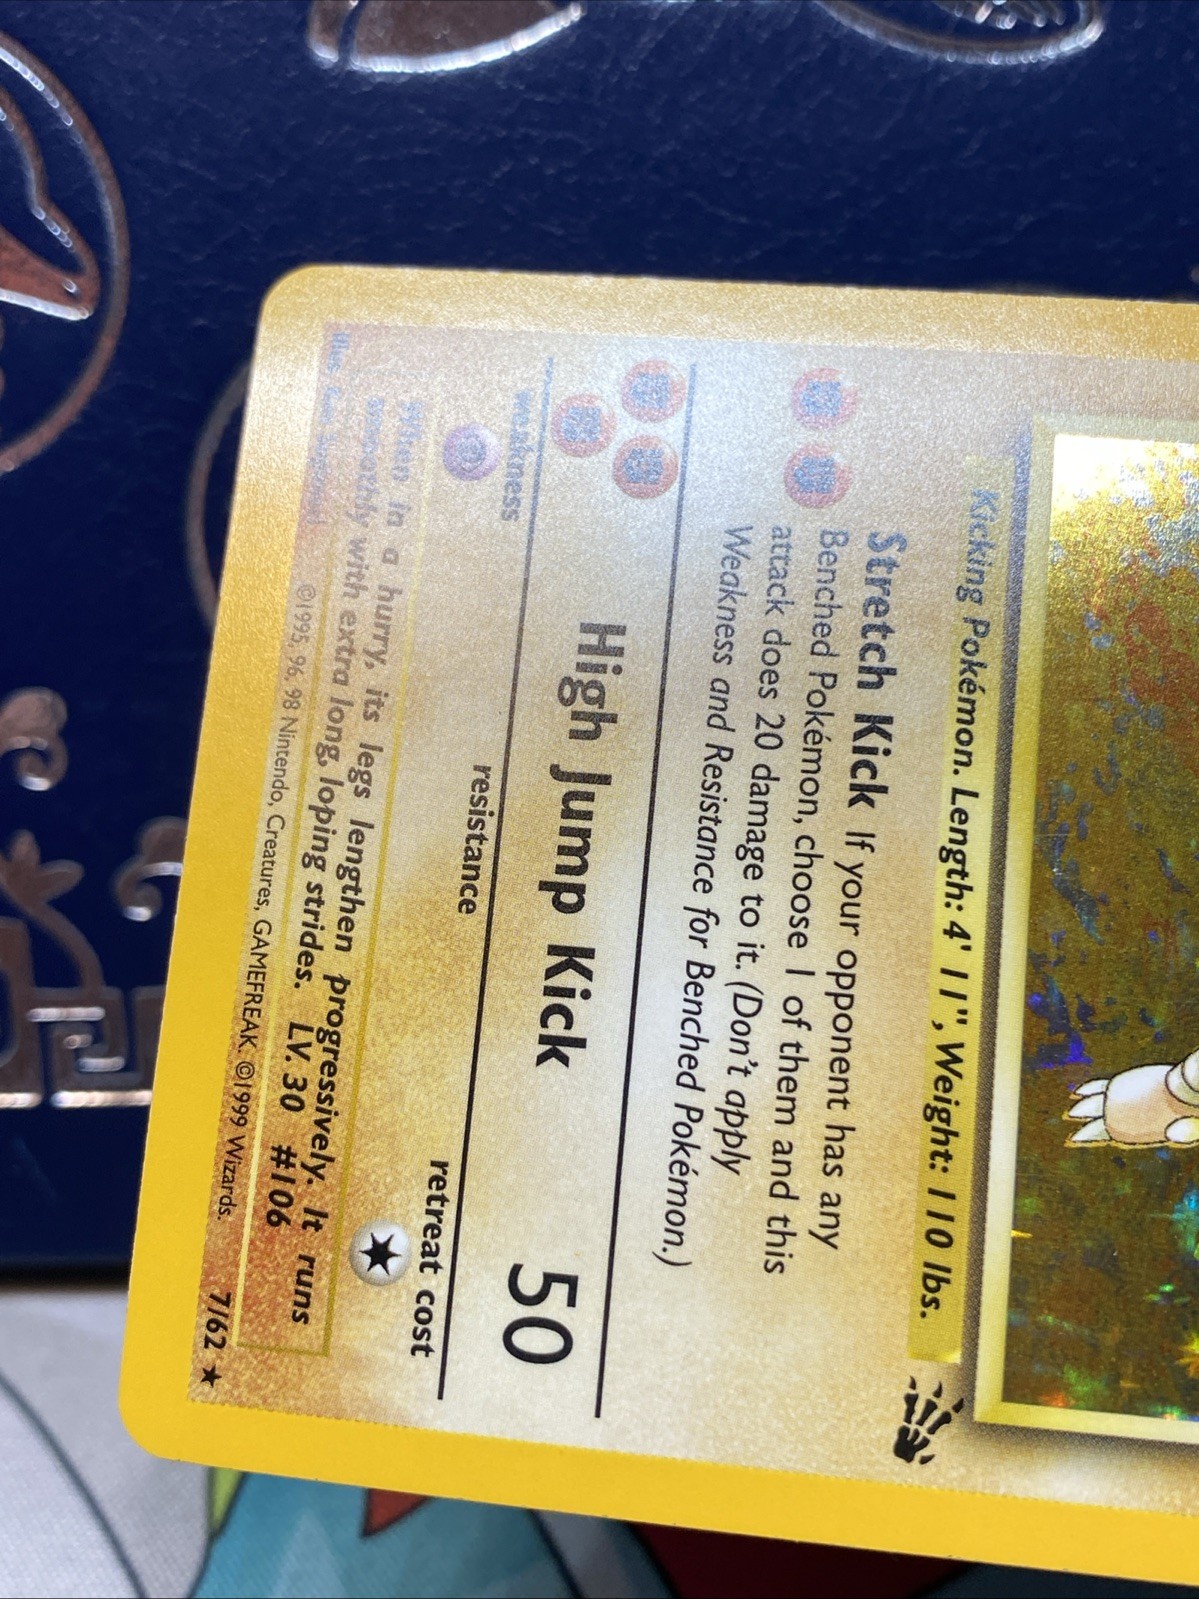 Kicking Pokémon. Length: 4' 11", Weight: 110 lbs.
Stretch Kick If your opponent has any
Benched Pokémon, choose 1 of them and this
attack does 20 damage to it. (Don't apply
Weakness and Resistance for Benched Pokémon.)
High Jump Kick 50
weakness resistance retreat cost
When in a hurry, its legs lengthen progressively. It runs
smoothly with extra long, loping strides. LV. 30 #106
Illus. ©1995, 96, 98 Nintendo, Creatures, GAMEFREAK. ©1999 Wizards. 7/62 ★